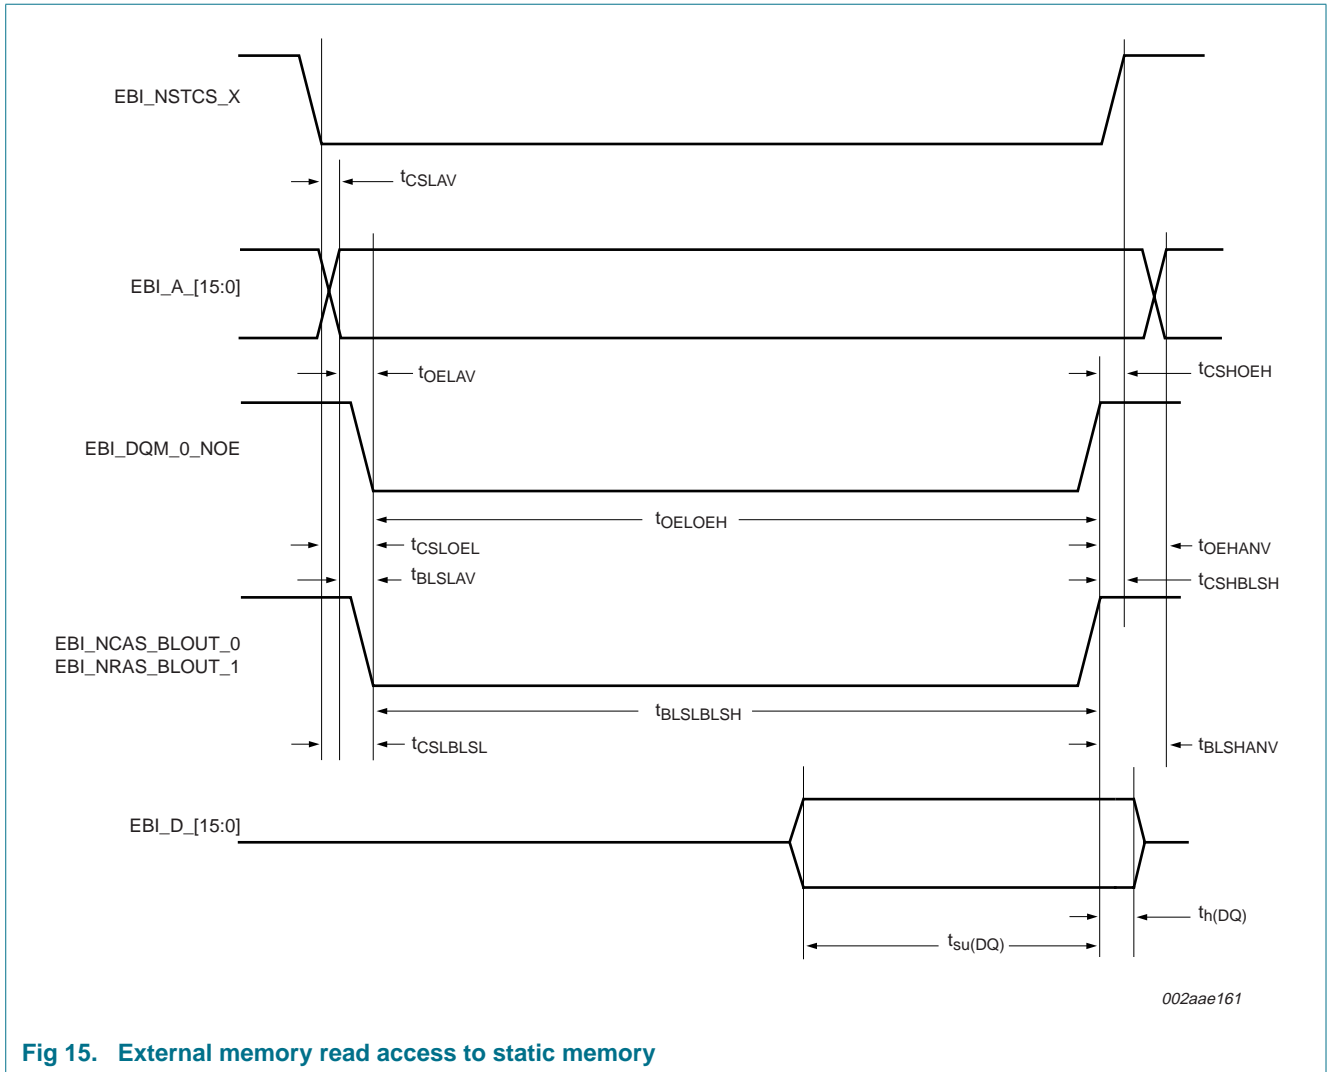 EBI_NSTCS_X
tCSLAV
EBI_A_[15:0]
tOELAV
tCSHOEH
EBI_DQM_0_NOE
tOELOEH
tCSLOEL
tOEHANV
tBLSLAV
tCSHBLSH
EBI_NCAS_BLOUT_0
EBI_NRAS_BLOUT_1
tBLSLBLSH
tCSLBLSL
tBLSHANV
EBI_D_[15:0]
th(DQ)
tsu(DQ)
002aae161
Fig 15. External memory read access to static memory